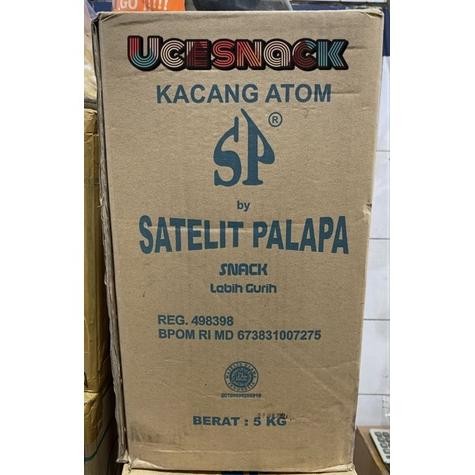 GO !!!!
UCESNACK
KACANG ATOM
SP®
by
SATELIT PALAPA
SNACK
Lebih Gurih
REG. 498398
BPOM RI MD 673831007275
BERAT : 5 KG